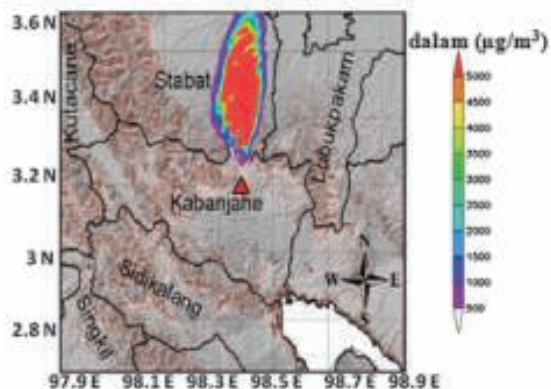 3.6 N
3.4 N
3.2 N
3 N
2.8 N
97.9 E 98.1 E 98.3 E 98.5 E 98.7 E 98.9 E
Kutacane
Stabat
Lubukpakam
Kabanjahe
Sidikalang
Singkil
N
W E
S
dalam (µg/m³)
5000
4500
4000
3500
3000
2500
2000
1500
1000
500